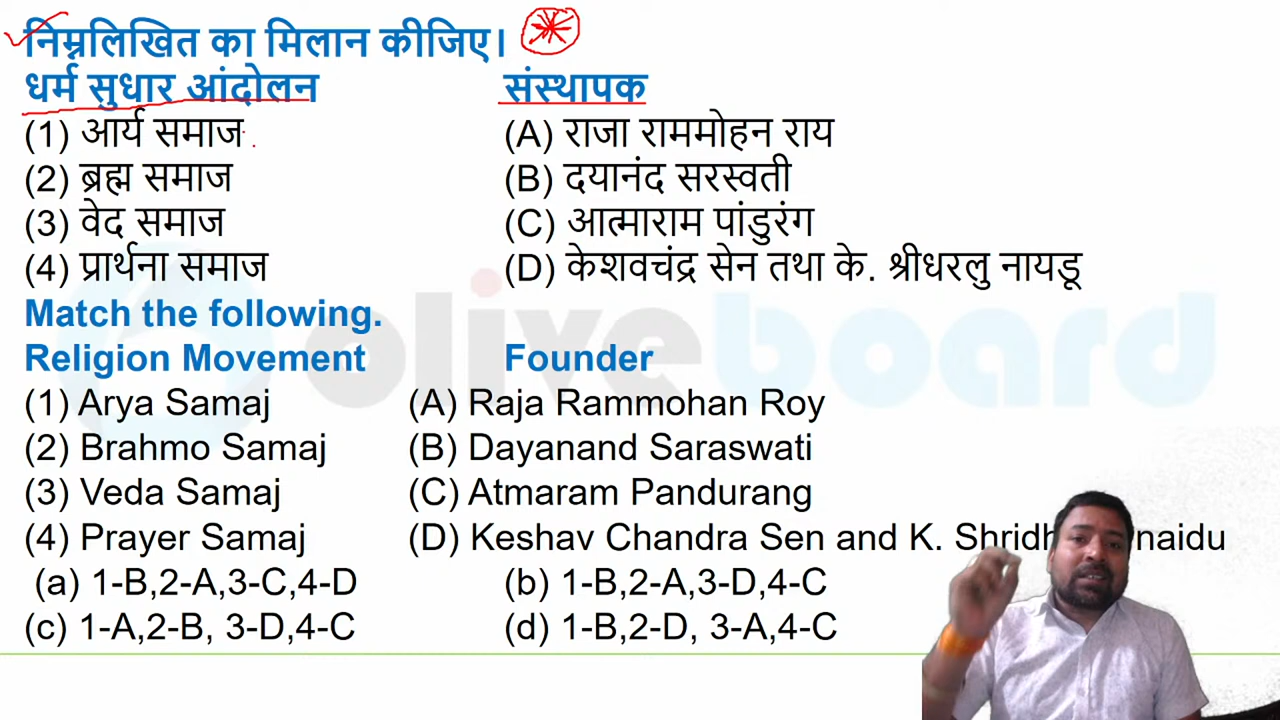 निम्नलिखित का मिलान कीजिए।
धर्म सुधार आंदोलन संस्थापक
(1) आर्य समाज (A) राजा राममोहन राय
(2) ब्रह्म समाज (B) दयानंद सरस्वती
(3) वेद समाज (C) आत्माराम पांडुरंग
(4) प्रार्थना समाज (D) केशवचंद्र सेन तथा के. श्रीधरलु नायडू
Match the following.
Religion Movement Founder
(1) Arya Samaj (A) Raja Rammohan Roy
(2) Brahmo Samaj (B) Dayanand Saraswati
(3) Veda Samaj (C) Atmaram Pandurang
(4) Prayer Samaj (D) Keshav Chandra Sen and K.
(a) 1-B,2-A,3-C,4-D (b) 1-B,2-A,3-D,4-C
(c) 1-A,2-B, 3-D,4-C (d) 1-B,2-D, 3-A,4-C
oliveboard